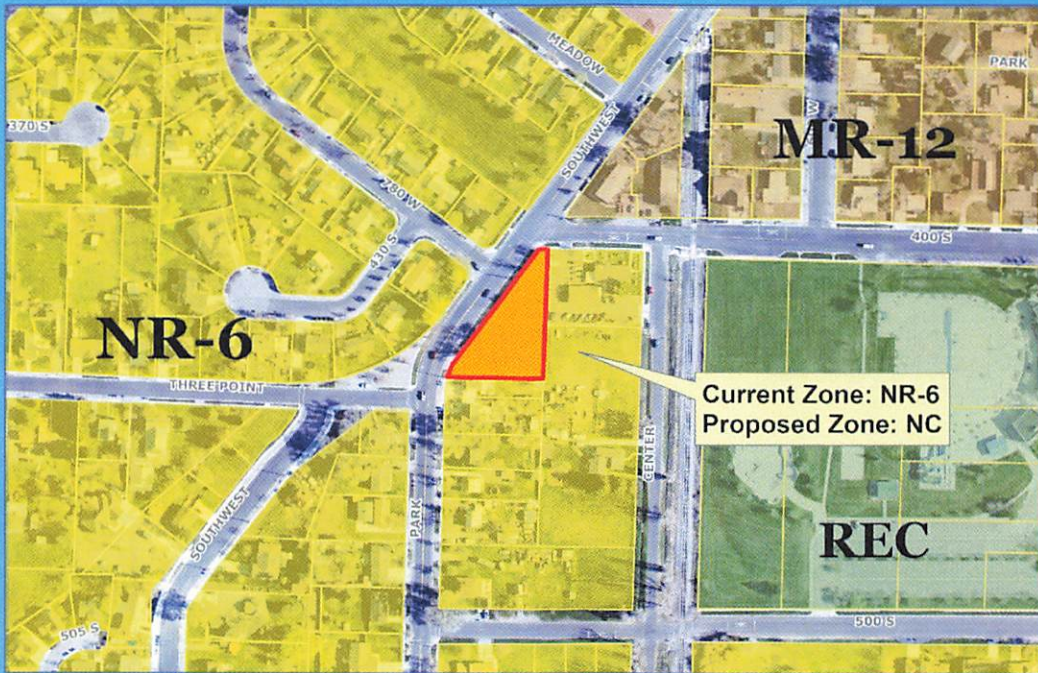 MEADOW
PARK
370 S
SOUTHWEST
W
MR-12
780 W
400 S
430 S
NR-6
THREE POINT
Current Zone: NR-6
Proposed Zone: NC
CENTER
SOUTHWEST
PARK
REC
500 S
505 S